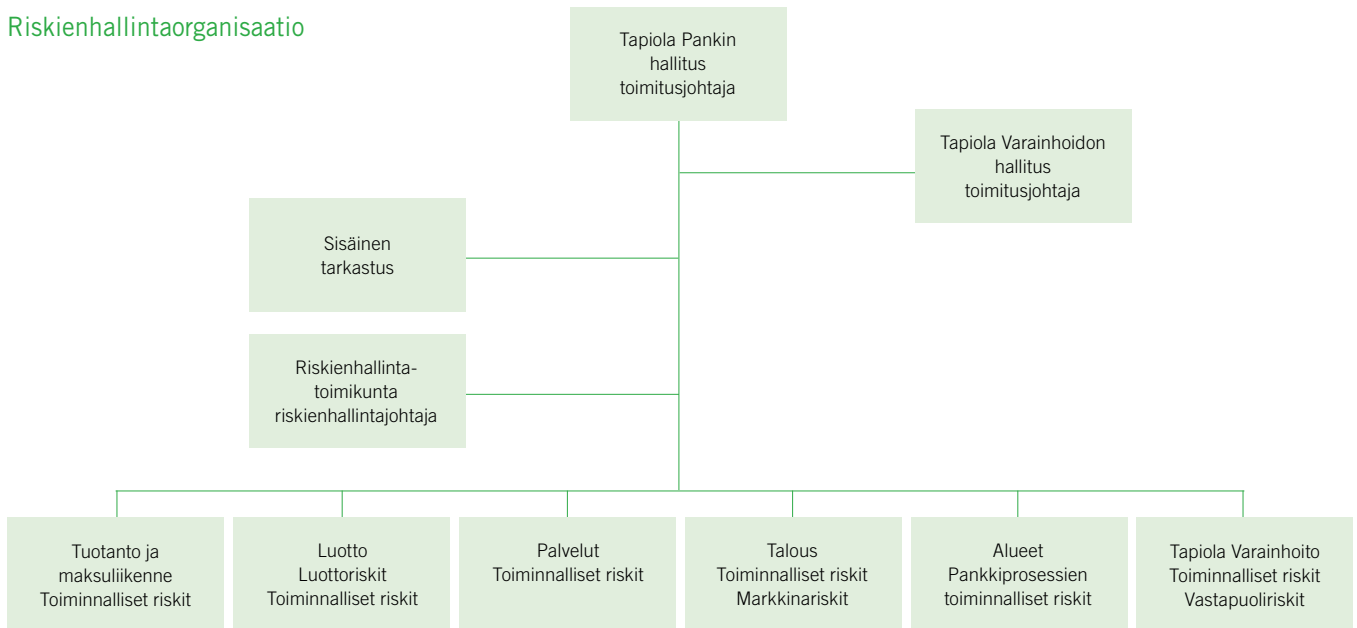 Riskienhallintaorganisaatio
Tapiola Pankin
hallitus
toimitusjohtaja
Tapiola Varainhoidon
hallitus
toimitusjohtaja
Sisäinen
tarkastus
Riskienhallinta-
toimikunta
riskienhallintajohtaja
Tuotanto ja
maksuliikenne
Toiminnalliset riskit
Luotto
Luottoriskit
Toiminnalliset riskit
Palvelut
Toiminnalliset riskit
Talous
Toiminnalliset riskit
Markkinariskit
Alueet
Pankkiprosessien
toiminnalliset riskit
Tapiola Varainhoito
Toiminnalliset riskit
Vastapuoliriskit